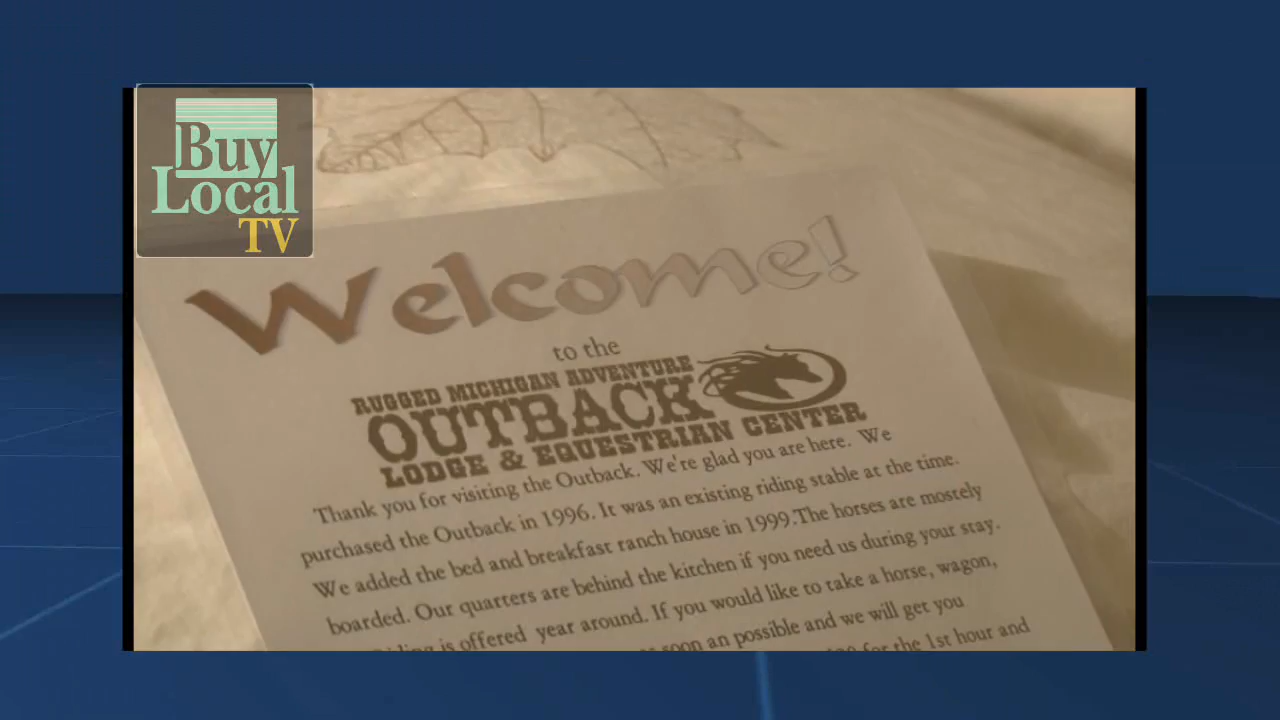 Buy
Local
TV
Welcome!
to the
RUGGED MICHIGAN ADVENTURE
OUTBACK
LODGE & EQUESTRIAN CENTER
Thank you for visiting the Outback. We're glad you are here. We
purchased the Outback in 1996. It was an existing riding stable at the time.
We added the bed and breakfast ranch house in 1999.The horses are mostely
boarded. Our quarters are behind the kitchen if you need us during your stay.
is offered year around. If you would like to take a horse, wagon,
soon an possible and we will get you
for the 1st hour and